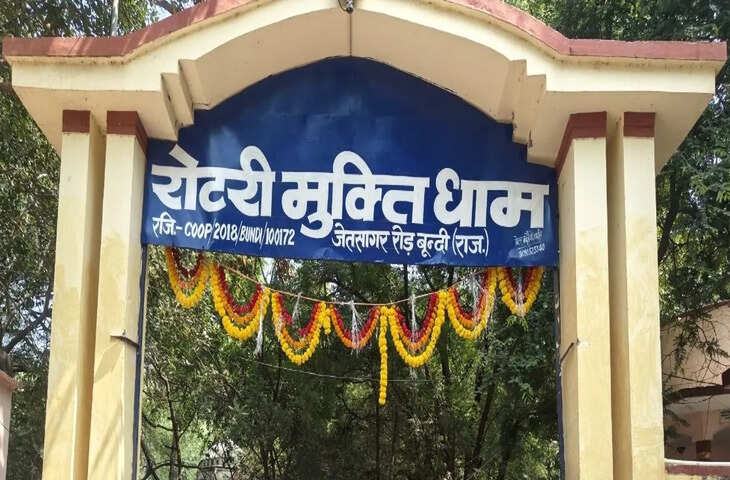 रोटरी मुक्ति धाम
रजि.-COOP 2018/BUNDI/100172 जेतसागर रोड़ बून्दी (राज.)